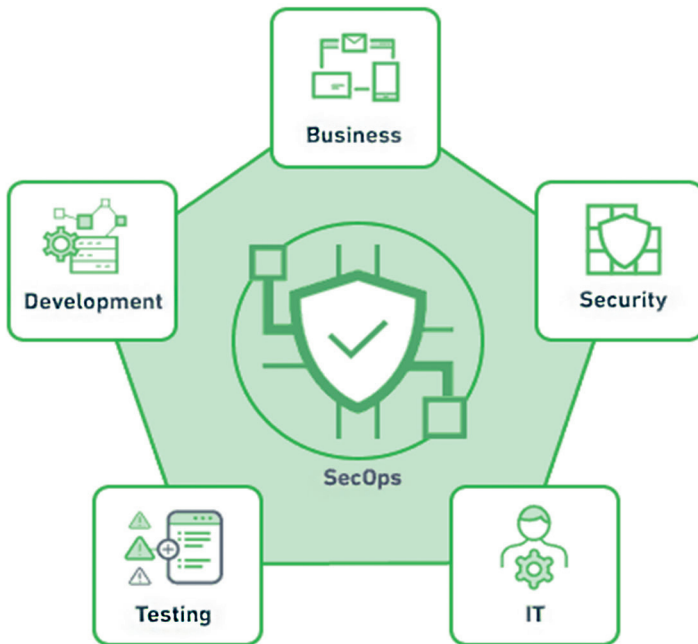 Business
Development
Security
SecOps
Testing
IT